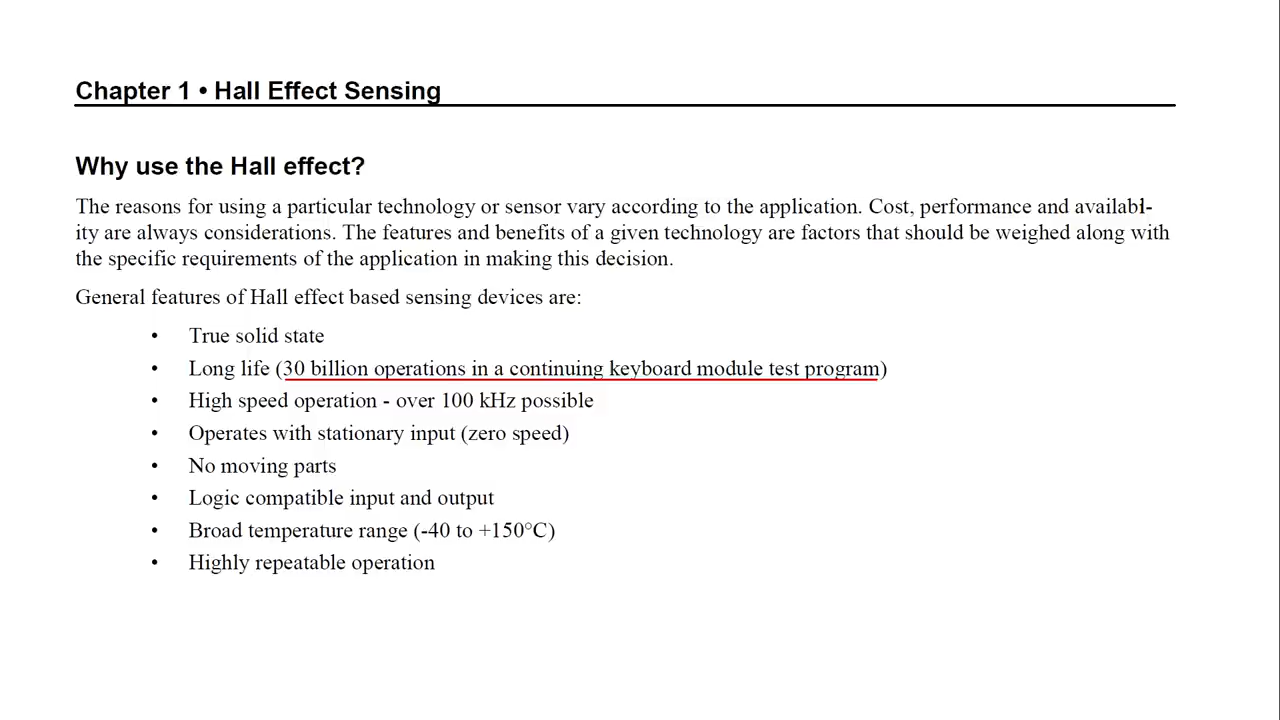 Chapter 1 • Hall Effect Sensing
Why use the Hall effect?
The reasons for using a particular technology or sensor vary according to the application. Cost, performance and availabil-
ity are always considerations. The features and benefits of a given technology are factors that should be weighed along with
the specific requirements of the application in making this decision.
General features of Hall effect based sensing devices are:
• True solid state
• Long life (30 billion operations in a continuing keyboard module test program)
• High speed operation - over 100 kHz possible
• Operates with stationary input (zero speed)
• No moving parts
• Logic compatible input and output
• Broad temperature range (-40 to +150°C)
• Highly repeatable operation